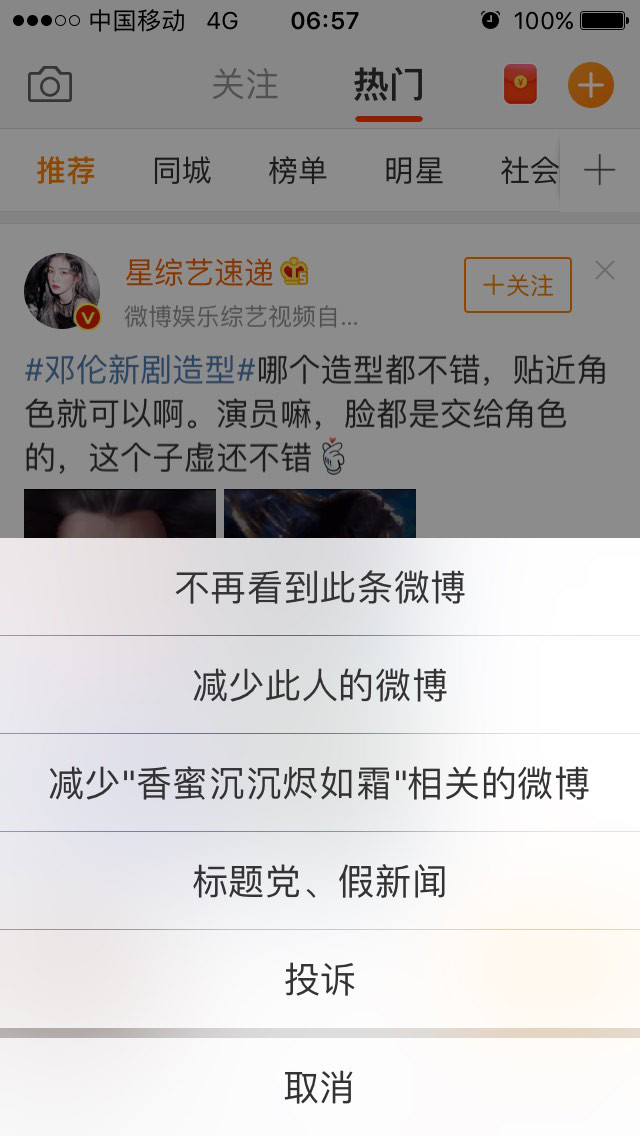 中国移动 4G 06:57 100%
关注 热门
推荐 同城 榜单 明星 社会
星综艺速递
微博娱乐综艺视频自...
十关注
#邓伦新剧造型#哪个造型都不错，贴近角
色就可以啊。演员嘛，脸都是交给角色
的，这个子虚还不错
不再看到此条微博
减少此人的微博
减少"香蜜沉沉烬如霜"相关的微博
标题党、假新闻
投诉
取消